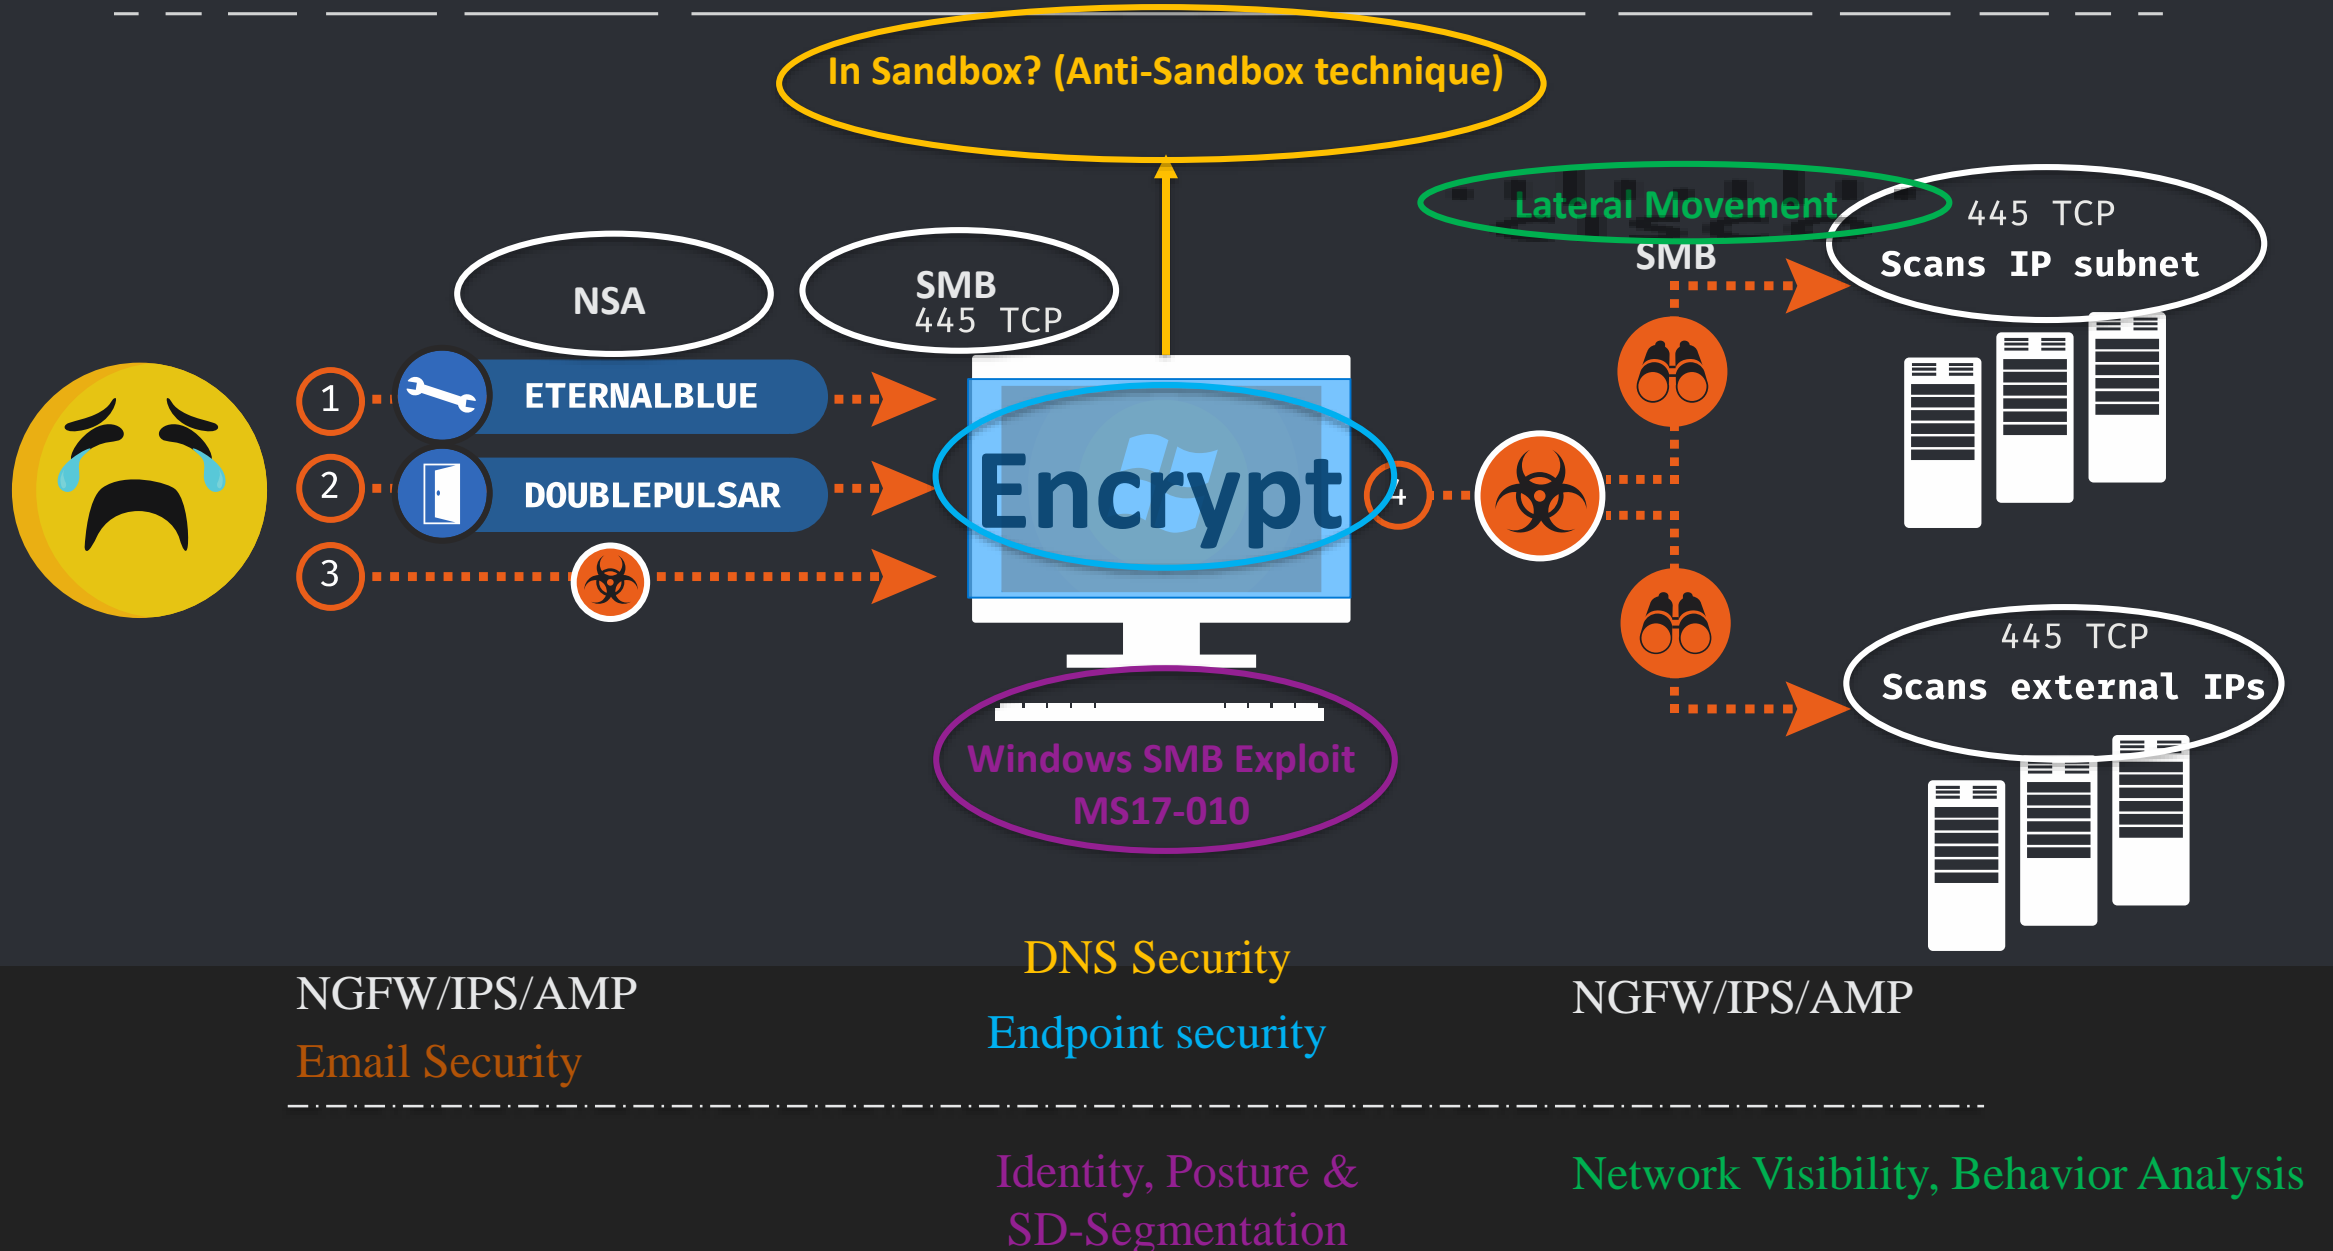 In Sandbox? (Anti-Sandbox technique)
NSA
SMB
445 TCP
Lateral Movement
SMB
445 TCP
Scans IP subnet
1
ETERNALBLUE
2
DOUBLEPULSAR
3
Encrypt
4
445 TCP
Scans external IPs
Windows SMB Exploit
MS17-010
NGFW/IPS/AMP
Email Security
DNS Security
Endpoint security
NGFW/IPS/AMP
Identity, Posture &
SD-Segmentation
Network Visibility, Behavior Analysis